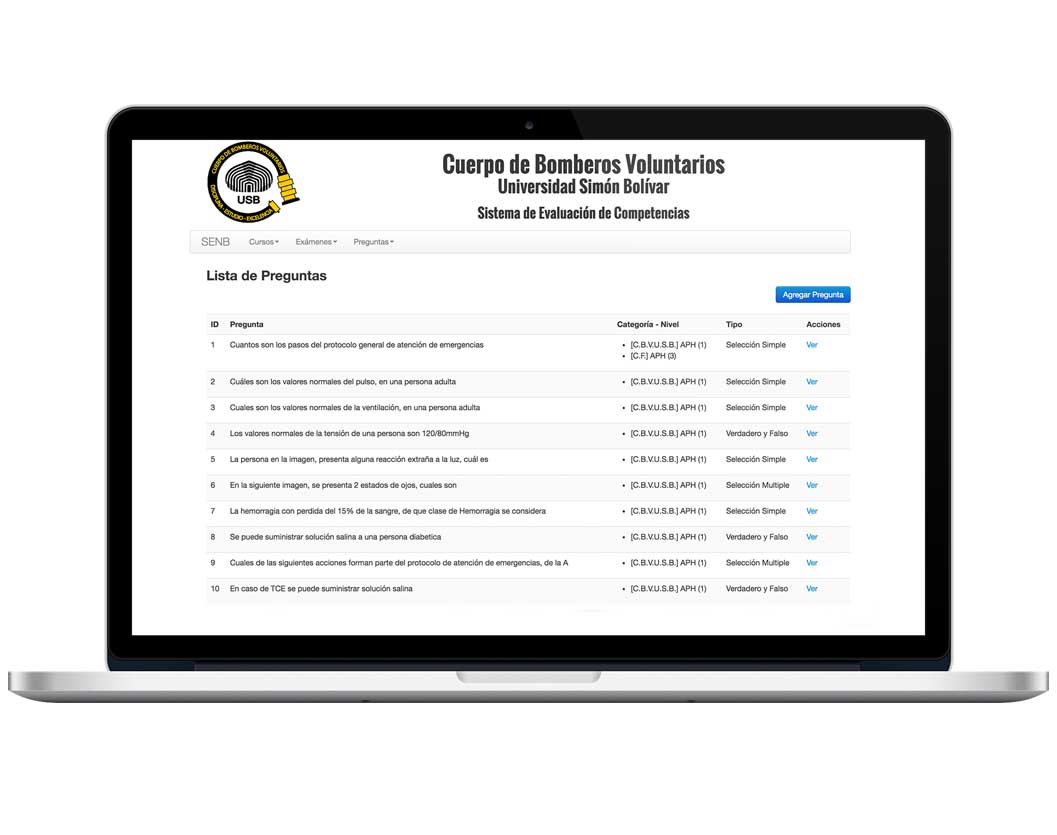 CUERPO DE BOMBEROS VOLUNTARIOS
USB
DISCIPLINA - ESTUDIO - EXCELENCIA
Cuerpo de Bomberos Voluntarios
Universidad Simón Bolívar
Sistema de Evaluación de Competencias
SENB Cursos Exámenes Preguntas
Lista de Preguntas
Agregar Pregunta
ID Pregunta Categoría - Nivel Tipo Acciones
1 Cuantos son los pasos del protocolo general de atención de emergencias • [C.B.V.U.S.B.] APH (1) Selección Simple Ver
• [C.F.] APH (3)
2 Cuáles son los valores normales del pulso, en una persona adulta • [C.B.V.U.S.B.] APH (1) Selección Simple Ver
3 Cuales son los valores normales de la ventilación, en una persona adulta • [C.B.V.U.S.B.] APH (1) Selección Simple Ver
4 Los valores normales de la tensión de una persona son 120/80mmHg • [C.B.V.U.S.B.] APH (1) Verdadero y Falso Ver
5 La persona en la imagen, presenta alguna reacción extraña a la luz, cuál es • [C.B.V.U.S.B.] APH (1) Selección Simple Ver
6 En la siguiente imagen, se presenta 2 estados de ojos, cuales son • [C.B.V.U.S.B.] APH (1) Selección Multiple Ver
7 La hemorragia con perdida del 15% de la sangre, de que clase de Hemorragia se considera • [C.B.V.U.S.B.] APH (1) Selección Simple Ver
8 Se puede suministrar solución salina a una persona diabetica • [C.B.V.U.S.B.] APH (1) Verdadero y Falso Ver
9 Cuales de las siguientes acciones forman parte del protocolo de atención de emergencias, de la A • [C.B.V.U.S.B.] APH (1) Selección Multiple Ver
10 En caso de TCE se puede suministrar solución salina • [C.B.V.U.S.B.] APH (1) Verdadero y Falso Ver